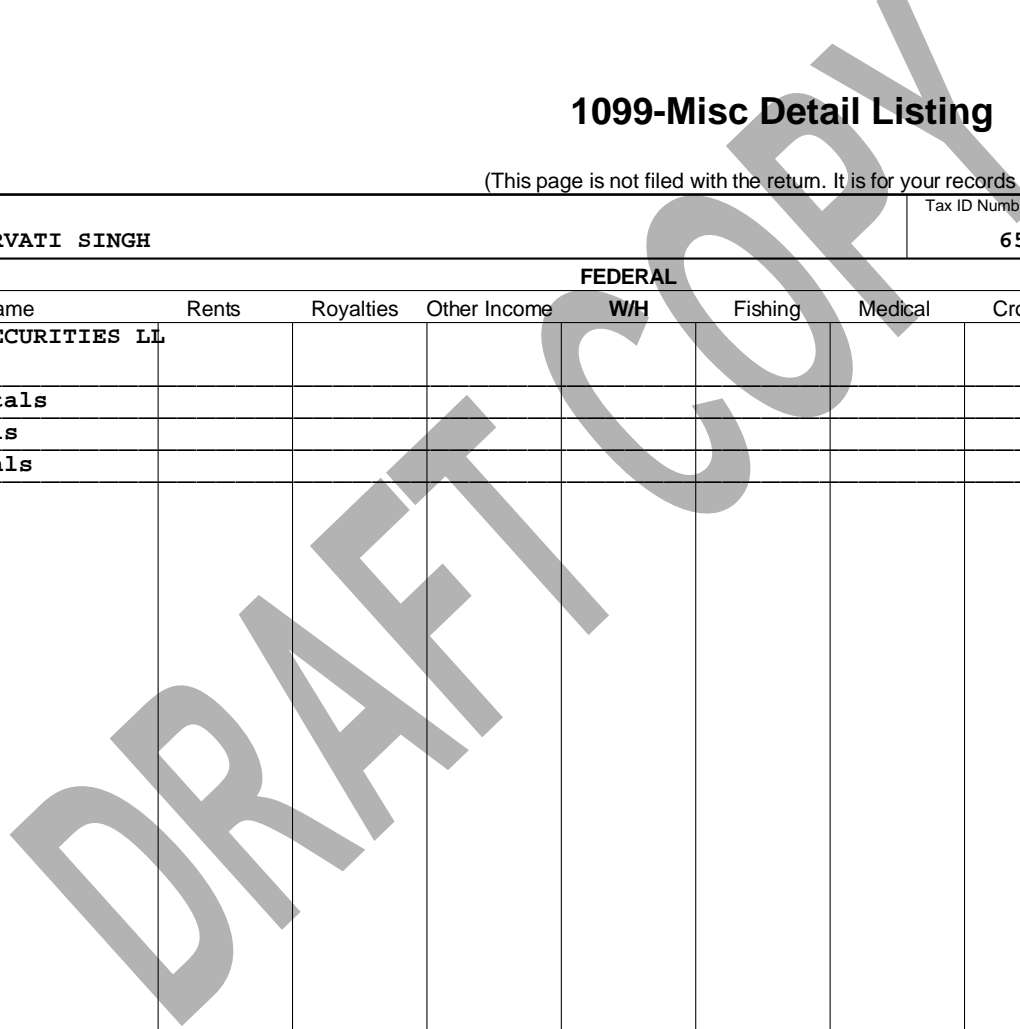 1099-Misc Detail Listing
(This page is not filed with the return. It is for your records
Tax ID Numb
RVATI SINGH 65
FEDERAL
ame Rents Royalties Other Income W/H Fishing Medical Cro
ECURITIES LL
tals
ls
als
DRAFT COPY